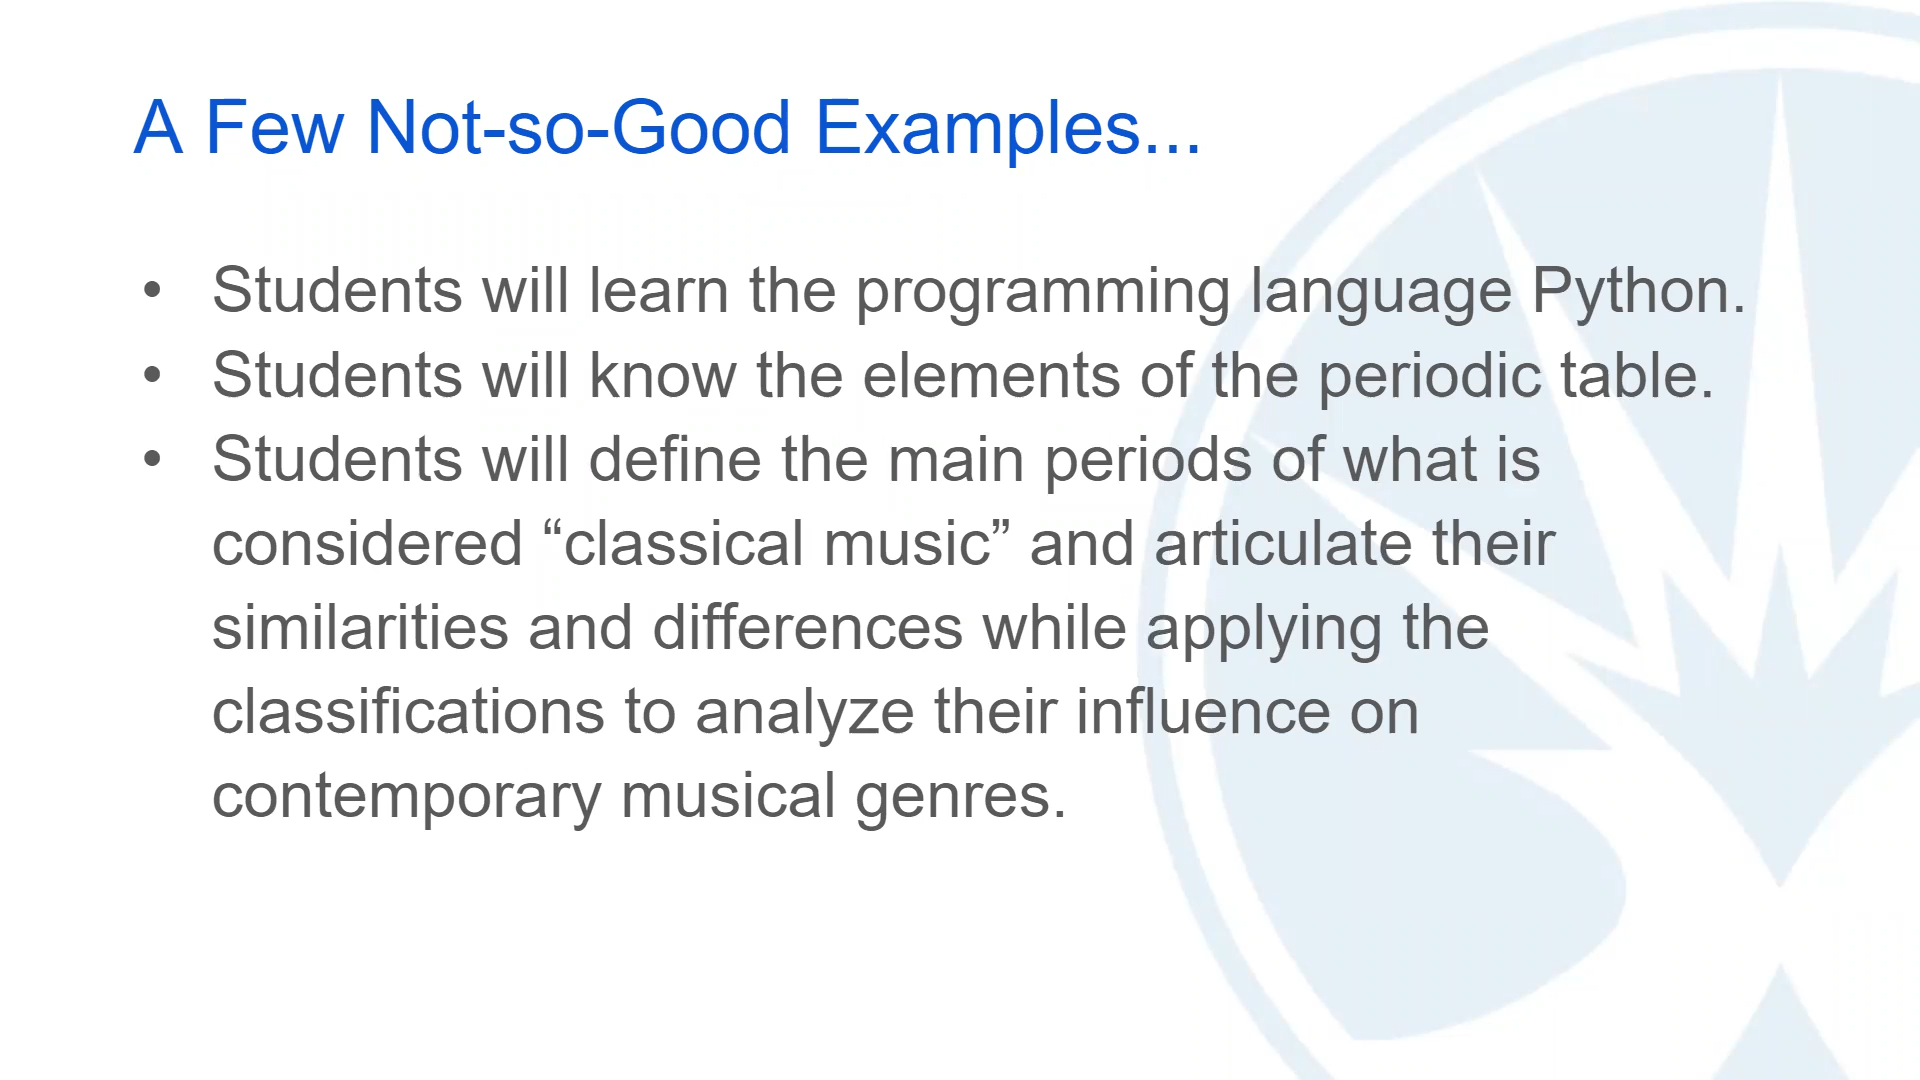 A Few Not-so-Good Examples...
• Students will learn the programming language Python.
• Students will know the elements of the periodic table.
• Students will define the main periods of what is
considered “classical music” and articulate their
similarities and differences while applying the
classifications to analyze their influence on
contemporary musical genres.